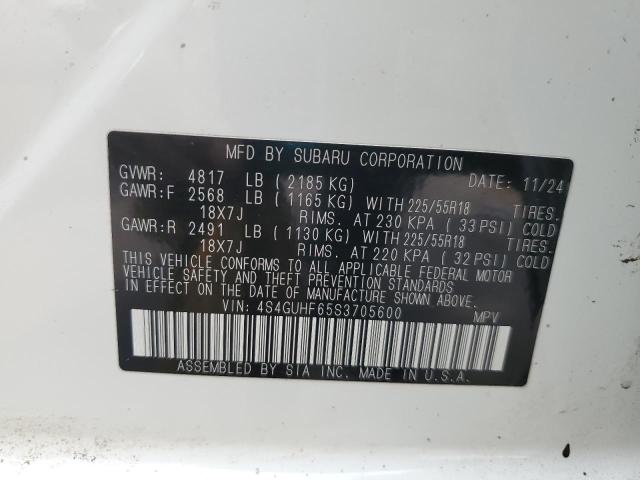 MFD BY SUBARU CORPORATION
GVWR: 4817 LB ( 2185 KG) DATE: 11/24
GAWR:F 2568 LB ( 1165 KG) WITH 225/55R18 TIRES.
18X7J RIMS. AT 230 KPA ( 33 PSI) COLD
GAWR:R 2491 LB ( 1130 KG) WITH 225/55R18 TIRES.
18X7J RIMS. AT 220 KPA ( 32 PSI) COLD
THIS VEHICLE CONFORMS TO ALL APPLICABLE FEDERAL MOTOR
VEHICLE SAFETY AND THEFT PREVENTION STANDARDS
IN EFFECT ON THE DATE OF MANUFACTURE SHOWN ABOVE.
VIN: 4S4GUHF65S3705600 MPV
ASSEMBLED BY SIA INC. MADE IN U.S.A.